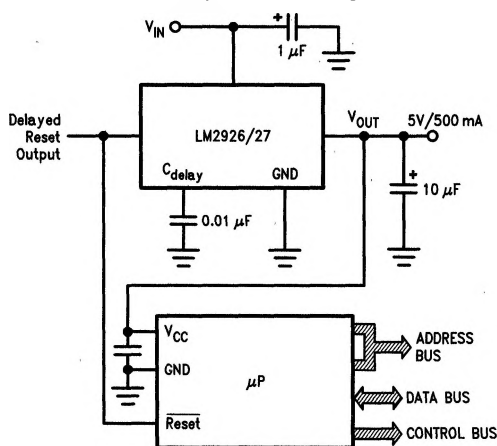 V_IN
+
1 μF
Delayed
Reset
Output
LM2926/27
V_OUT
5V/500 mA
C_delay
GND
+
10 μF
0.01 μF
V_CC
GND
μP
Reset
ADDRESS
BUS
DATA BUS
CONTROL BUS